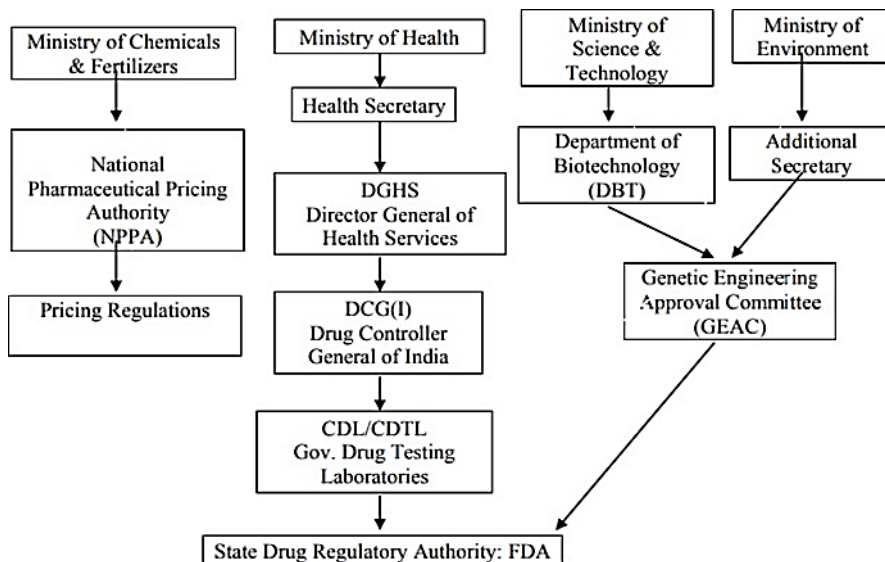 Ministry of Chemicals
& Fertilizers
National
Pharmaceutical Pricing
Authority
(NPPA)
Pricing Regulations
Ministry of Health
Health Secretary
DGHS
Director General of
Health Services
DCG(I)
Drug Controller
General of India
CDL/CDTL
Gov. Drug Testing
Laboratories
Ministry of
Science &
Technology
Department of
Biotechnology
(DBT)
Ministry of
Environment
Additional
Secretary
Genetic Engineering
Approval Committee
(GEAC)
State Drug Regulatory Authority: FDA